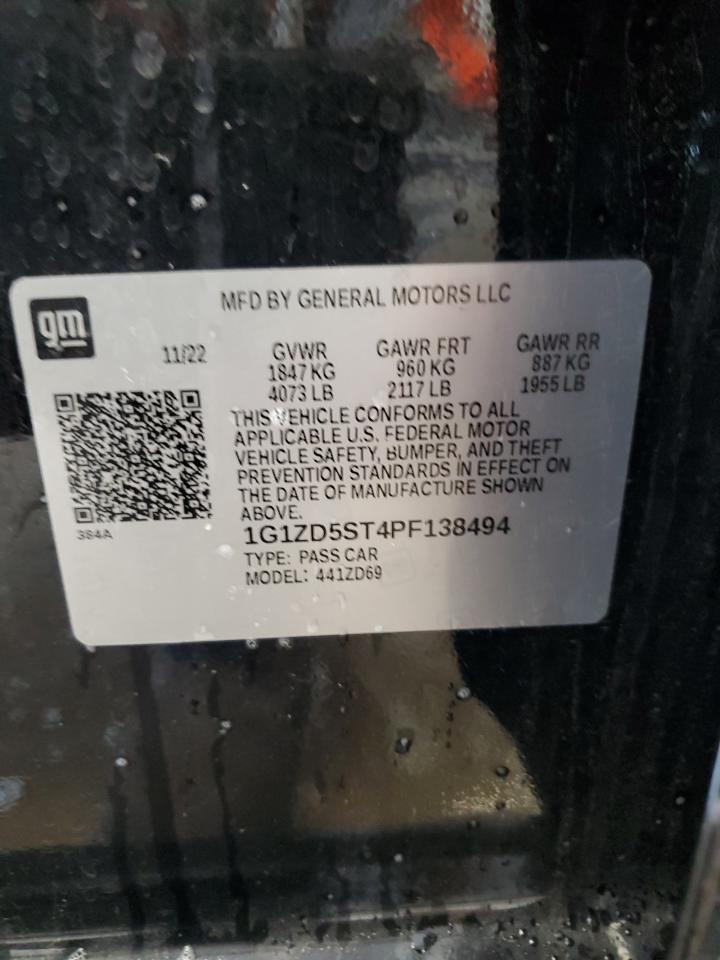 MFD BY GENERAL MOTORS LLC
gm
11/22
GVWR
1847 KG
4073 LB
GAWR FRT
960 KG
2117 LB
GAWR RR
887 KG
1955 LB
THIS VEHICLE CONFORMS TO ALL
APPLICABLE U.S. FEDERAL MOTOR
VEHICLE SAFETY, BUMPER, AND THEFT
PREVENTION STANDARDS IN EFFECT ON
THE DATE OF MANUFACTURE SHOWN
ABOVE.
384A
1G1ZD5ST4PF138494
TYPE: PASS CAR
MODEL: 441ZD69